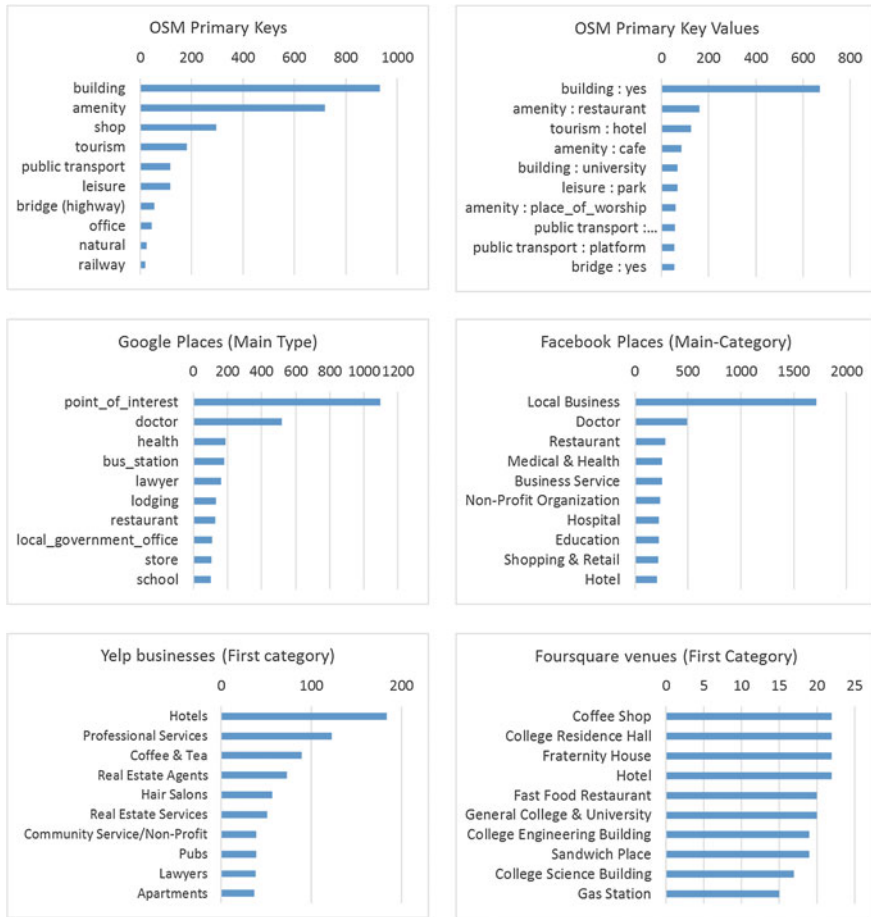 OSM Primary Keys
0 200 400 600 800 1000
building
amenity
shop
tourism
public transport
leisure
bridge (highway)
office
natural
railway
OSM Primary Key Values
0 200 400 600 800
building : yes
amenity : restaurant
tourism : hotel
amenity : cafe
building : university
leisure : park
amenity : place_of_worship
public transport :...
public transport : platform
bridge : yes
Google Places (Main Type)
0 200 400 600 800 1000 1200
point_of_interest
doctor
health
bus_station
lawyer
lodging
restaurant
local_government_office
store
school
Facebook Places (Main-Category)
0 500 1000 1500 2000
Local Business
Doctor
Restaurant
Medical & Health
Business Service
Non-Profit Organization
Hospital
Education
Shopping & Retail
Hotel
Yelp businesses (First category)
0 100 200
Hotels
Professional Services
Coffee & Tea
Real Estate Agents
Hair Salons
Real Estate Services
Community Service/Non-Profit
Pubs
Lawyers
Apartments
Foursquare venues (First Category)
0 5 10 15 20 25
Coffee Shop
College Residence Hall
Fraternity House
Hotel
Fast Food Restaurant
General College & University
College Engineering Building
Sandwich Place
College Science Building
Gas Station